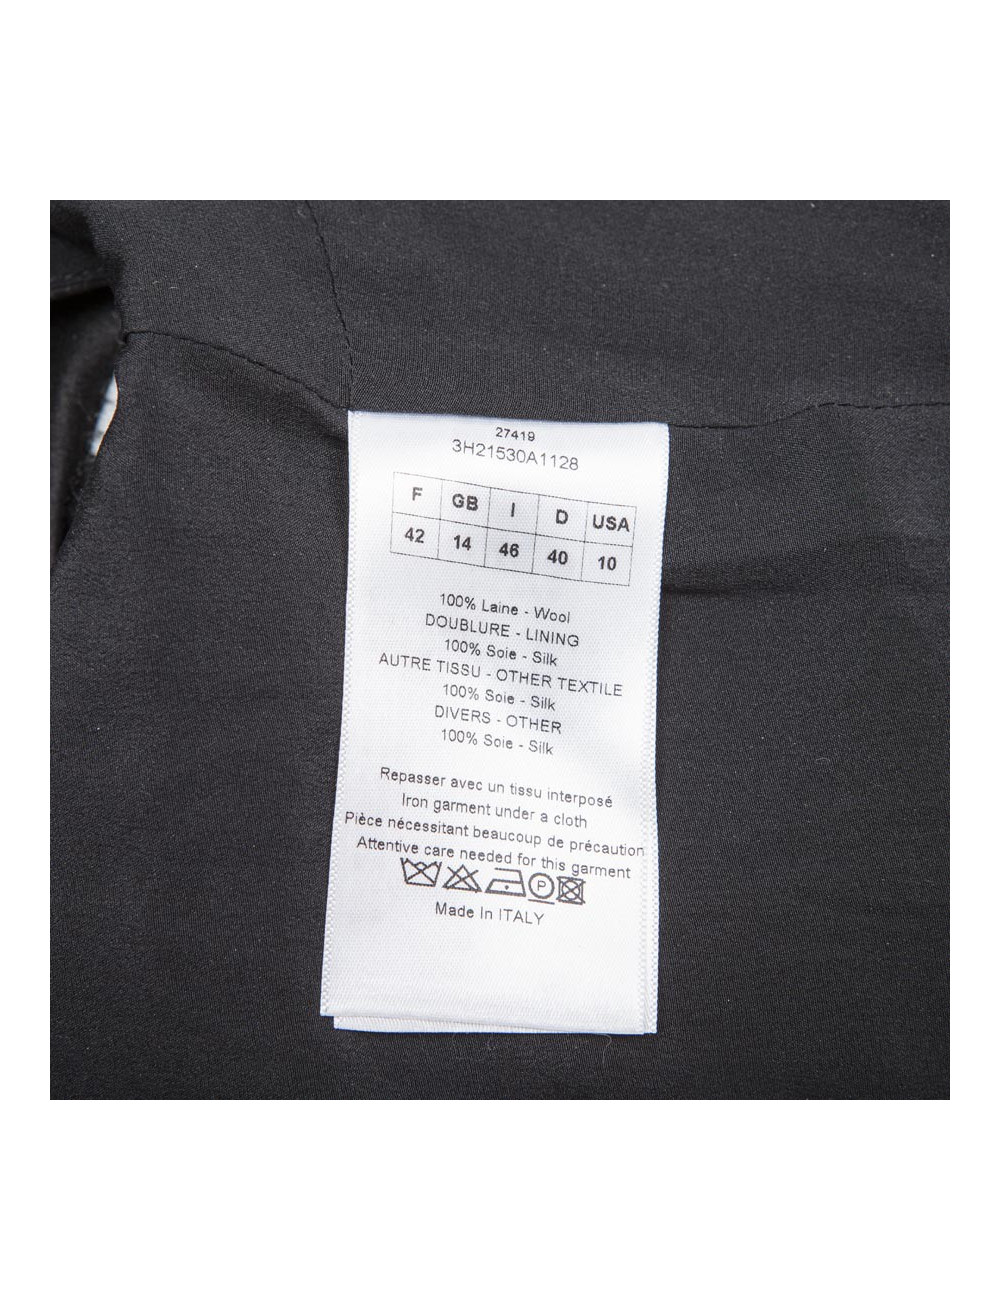 27419
3H21530A1128
F GB I D USA
42 14 46 40 10
100% Laine - Wool
DOUBLURE - LINING
100% Soie - Silk
AUTRE TISSU - OTHER TEXTILE
100% Soie - Silk
DIVERS - OTHER
100% Soie - Silk
Repasser avec un tissu interposé
Iron garment under a cloth
Pièce nécessitant beaucoup de précaution
Attentive care needed for this garment
P
Made In ITALY